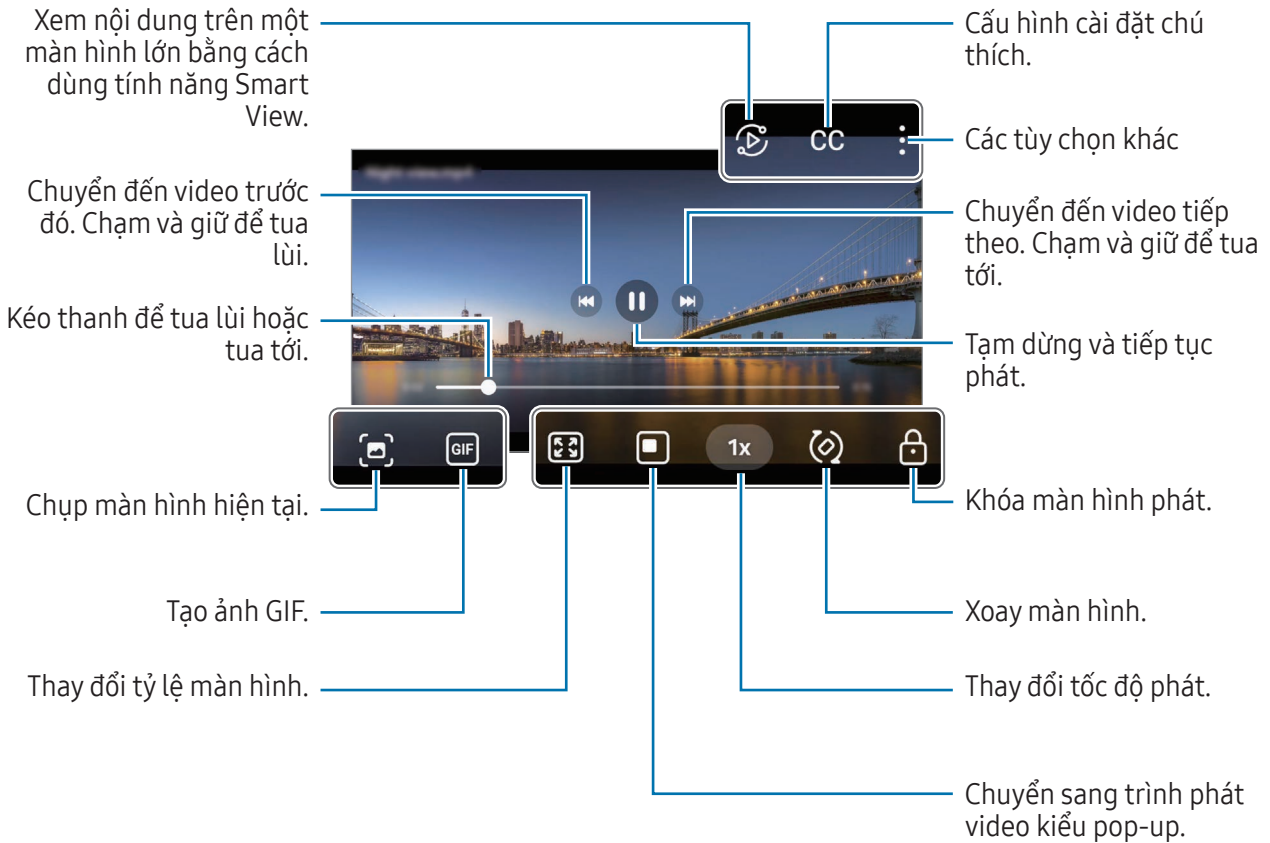 Xem nội dung trên một
màn hình lớn bằng cách
dùng tính năng Smart
View.
Cấu hình cài đặt chú
thích.
CC
Các tùy chọn khác
Chuyển đến video trước
đó. Chạm và giữ để tua
lùi.
Chuyển đến video tiếp
theo. Chạm và giữ để tua
tới.
Kéo thanh để tua lùi hoặc
tua tới.
Tạm dừng và tiếp tục
phát.
GIF
1x
Chụp màn hình hiện tại.
Khóa màn hình phát.
Tạo ảnh GIF.
Xoay màn hình.
Thay đổi tỷ lệ màn hình.
Thay đổi tốc độ phát.
Chuyển sang trình phát
video kiểu pop-up.